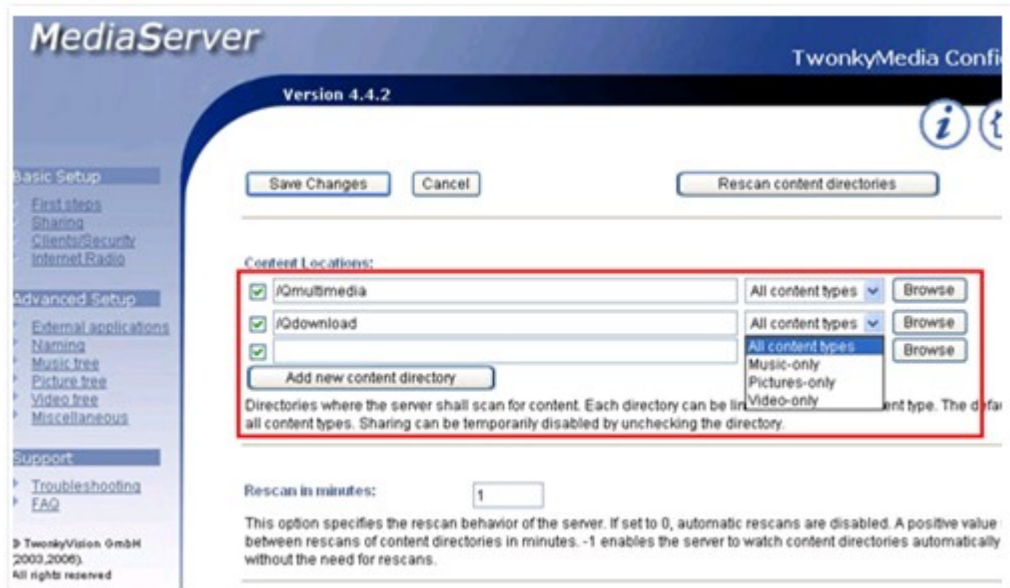 MediaServer
TwonkyMedia Confi
Version 4.4.2
Basic Setup
First steps
Sharing
Clients/Security
Internet Radio
Advanced Setup
External applications
Naming
Music tree
Picture tree
Video tree
Miscellaneous
Support
Troubleshooting
FAQ
© TwonkyVision GmbH
2003,2006).
All rights reserved
Save Changes
Cancel
Rescan content directories
Content Locations:
/Qmultimedia
All content types
Browse
/Qdownload
All content types
Browse
All content types
Browse
Music-only
Pictures-only
Video-only
Add new content directory
Directories where the server shall scan for content. Each directory can be lin ent type. The defau
all content types. Sharing can be temporarily disabled by unchecking the directory.
Rescan in minutes:
1
This option specifies the rescan behavior of the server. If set to 0, automatic rescans are disabled. A positive value
between rescans of content directories in minutes. -1 enables the server to watch content directories automatically
without the need for rescans.